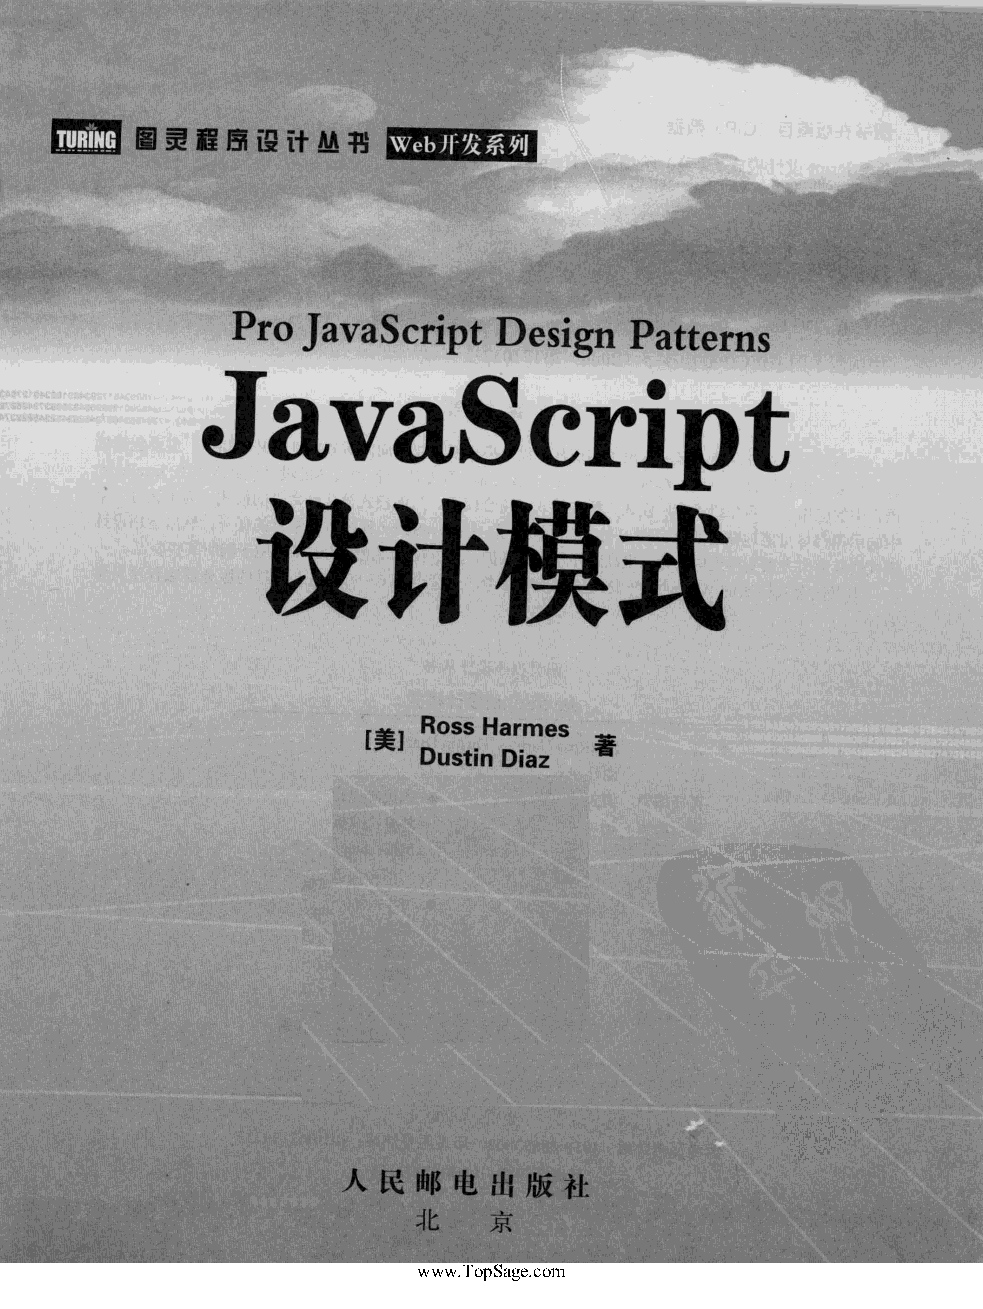 TURING 图灵程序设计丛书 Web开发系列
Pro JavaScript Design Patterns
JavaScript
设计模式
[美] Ross Harmes
Dustin Diaz 著
人民邮电出版社
北 京
www.TopSage.com